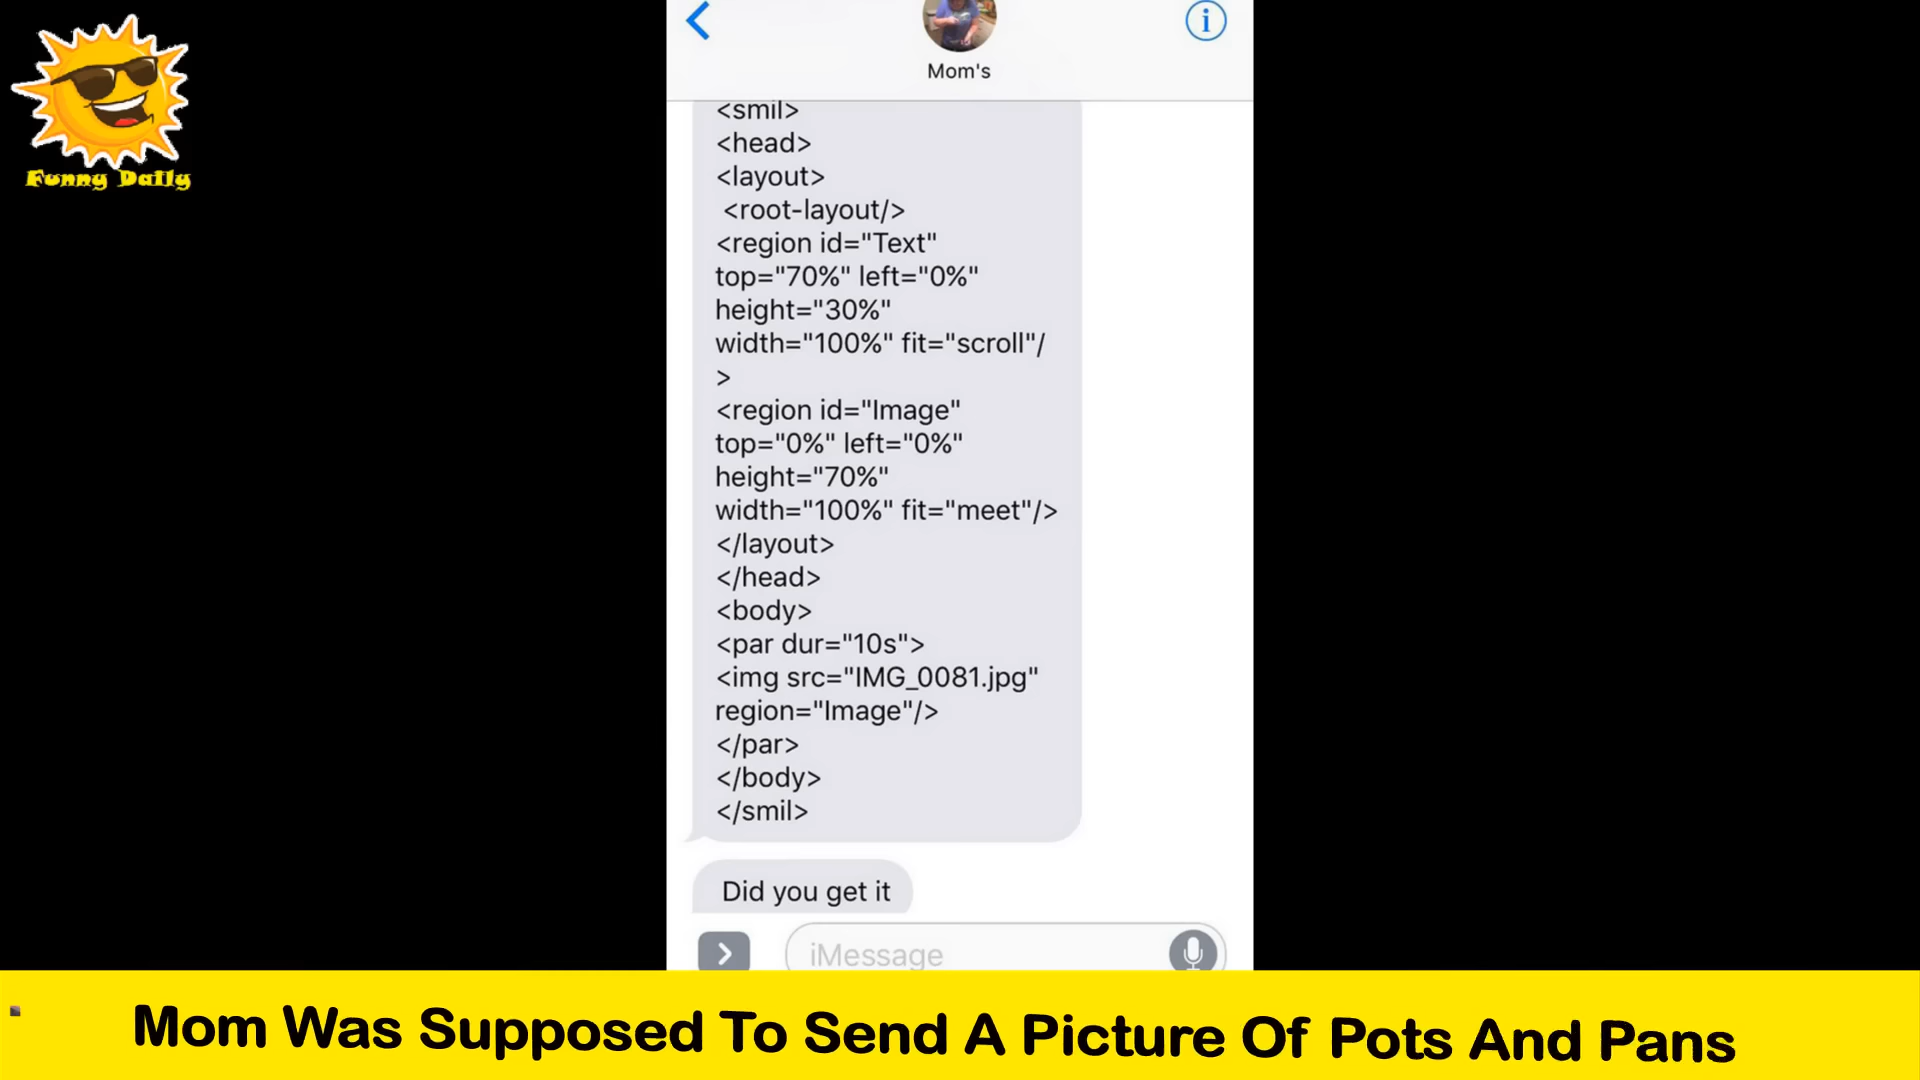 Funny Daily
Mom's
<smil>
<head>
<layout>
<root-layout/>
<region id="Text"
top="70%" left="0%"
height="30%"
width="100%" fit="scroll"/
>
<region id="Image"
top="0%" left="0%"
height="70%"
width="100%" fit="meet"/>
</layout>
</head>
<body>
<par dur="10s">
<img src="IMG_0081.jpg"
region="Image"/>
</par>
</body>
</smil>
Did you get it
iMessage
Mom Was Supposed To Send A Picture Of Pots And Pans